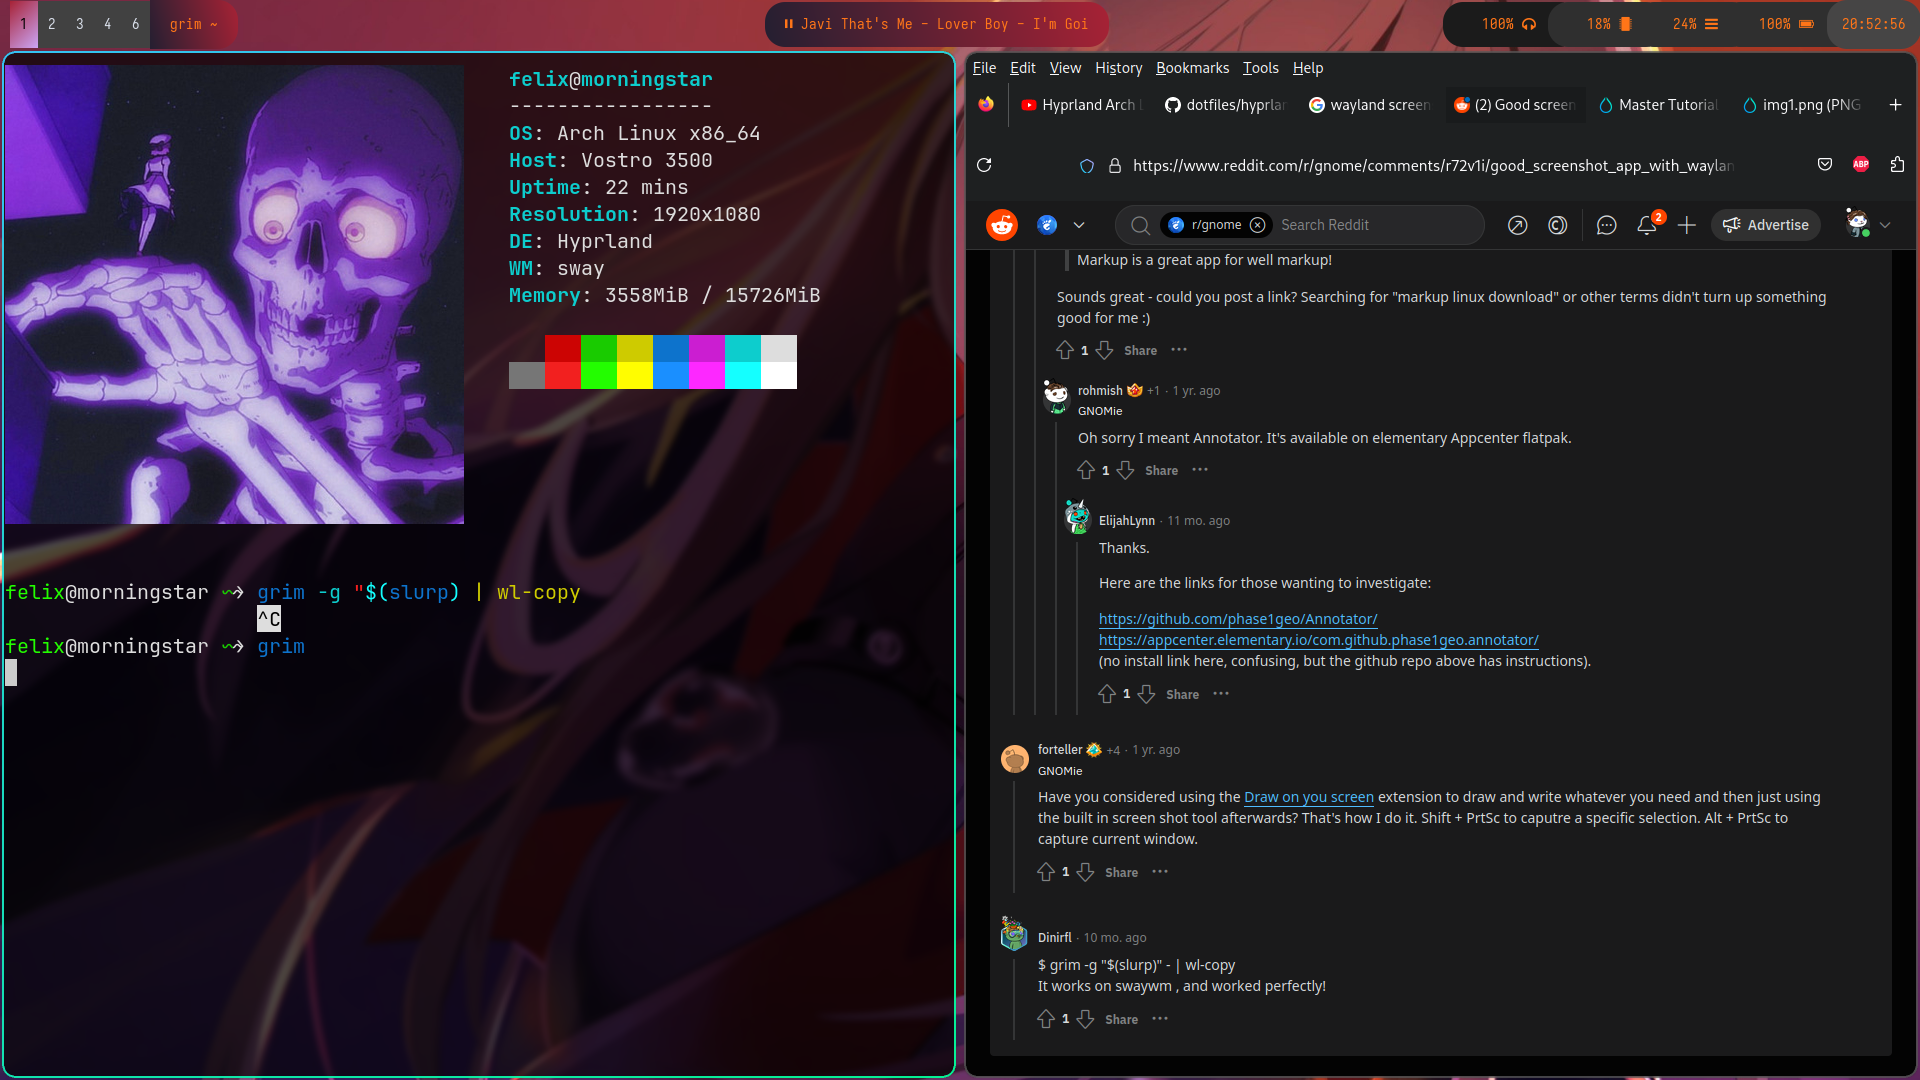 1 2 3 4 6 grim ~
Javi That's Me – Lover Boy – I'm Goi
100% 18% 24% 100% 20:52:56
felix@morningstar
-----------------
OS: Arch Linux x86_64
Host: Vostro 3500
Uptime: 22 mins
Resolution: 1920x1080
DE: Hyprland
WM: sway
Memory: 3558MiB / 15726MiB
felix@morningstar ~> grim -g "$(slurp) | wl-copy
^C
felix@morningstar ~> grim
File Edit View History Bookmarks Tools Help
Hyprland Arch L dotfiles/hyprlan wayland screen (2) Good screen Master Tutorial img1.png (PNG
https://www.reddit.com/r/gnome/comments/r72v1i/good_screenshot_app_with_waylan
ABP
r/gnome Search Reddit 2 Advertise
Markup is a great app for well markup!
Sounds great - could you post a link? Searching for "markup linux download" or other terms didn't turn up something
good for me :)
1 Share ...
rohmish +1 · 1 yr. ago
GNOMie
Oh sorry I meant Annotator. It's available on elementary Appcenter flatpak.
1 Share ...
ElijahLynn · 11 mo. ago
Thanks.
Here are the links for those wanting to investigate:
https://github.com/phase1geo/Annotator/
https://appcenter.elementary.io/com.github.phase1geo.annotator/
(no install link here, confusing, but the github repo above has instructions).
1 Share ...
forteller +4 · 1 yr. ago
GNOMie
Have you considered using the Draw on you screen extension to draw and write whatever you need and then just using
the built in screen shot tool afterwards? That's how I do it. Shift + PrtSc to caputre a specific selection. Alt + PrtSc to
capture current window.
1 Share ...
Dinirfl · 10 mo. ago
$ grim -g "$(slurp)" - | wl-copy
It works on swaywm , and worked perfectly!
1 Share ...